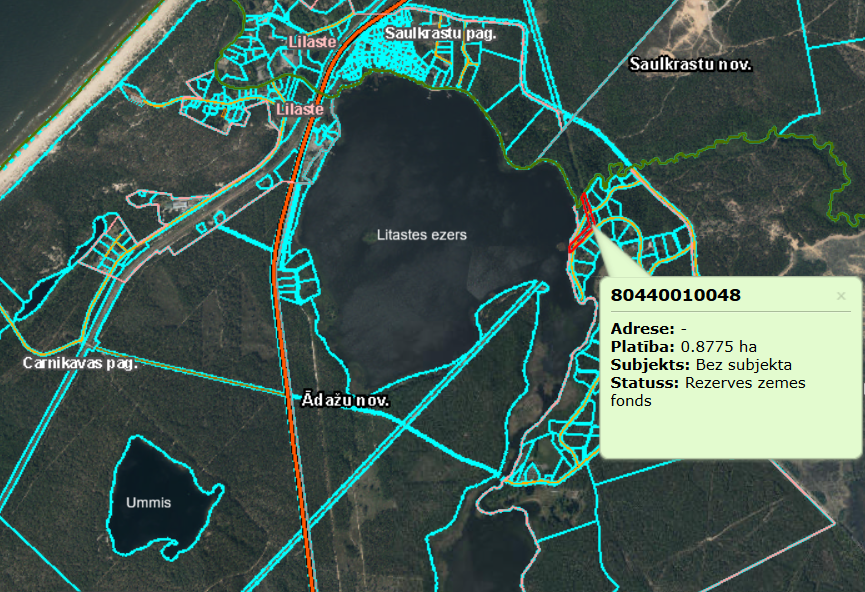 Lilaste
Saulkrastu pag.
Saulkrastu nov.
Lilaste
Litastes ezers
80440010048
×
Adrese: -
Platība: 0.8775 ha
Subjekts: Bez subjekta
Statuss: Rezerves zemes
fonds
Carnikavas pag.
Ādažu nov.
Ummis